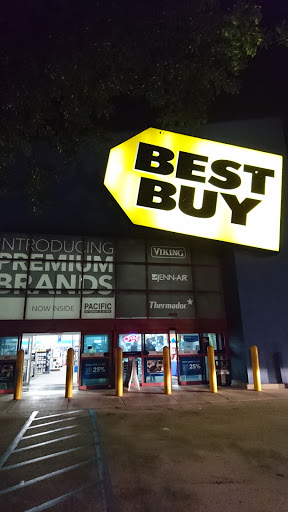 BEST
BUY
INTRODUCING
PREMIUM
BRANDS
NOW INSIDE
PACIFIC
VIKING
JENN-AIR
Thermador
25%
25%